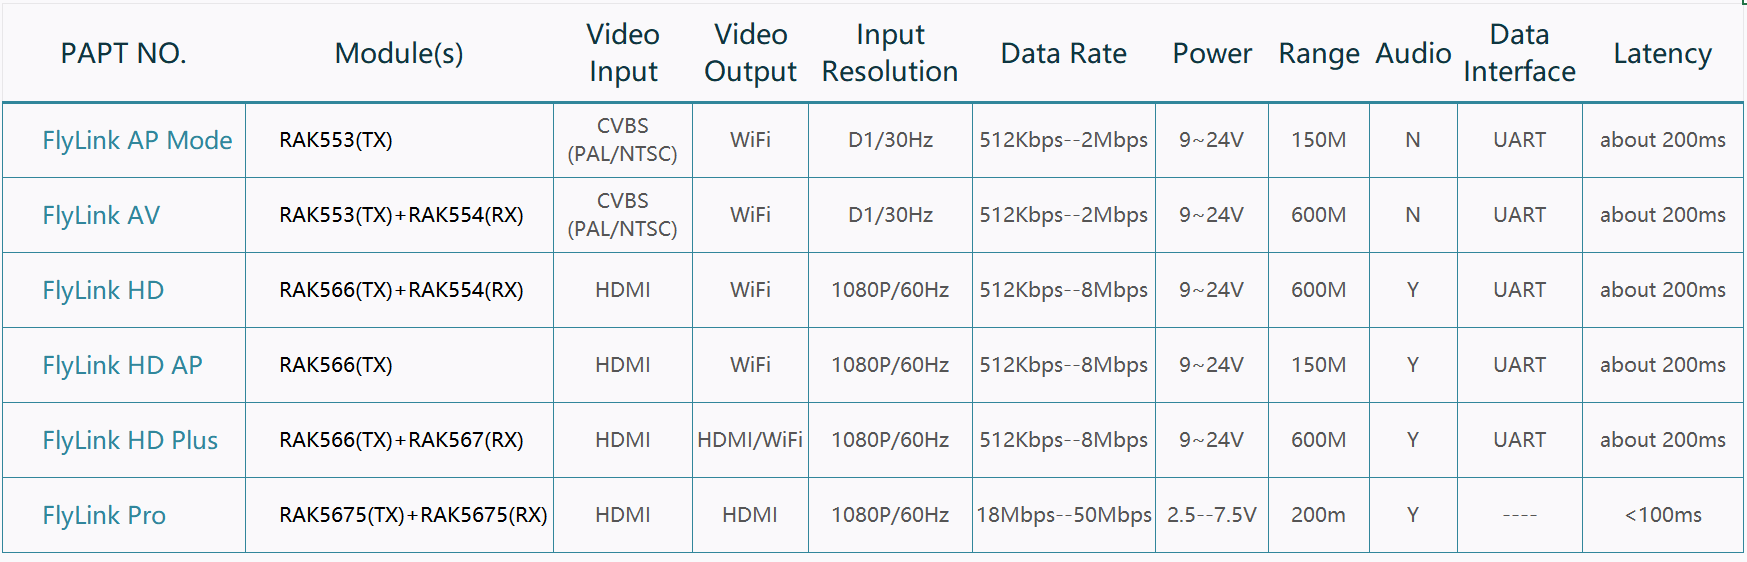 PAPT NO. Module(s) Video Input Video Output Input Resolution Data Rate Power Range Audio Data Interface Latency
FlyLink AP Mode RAK553(TX) CVBS (PAL/NTSC) WiFi D1/30Hz 512Kbps--2Mbps 9~24V 150M N UART about 200ms
FlyLink AV RAK553(TX)+RAK554(RX) CVBS (PAL/NTSC) WiFi D1/30Hz 512Kbps--2Mbps 9~24V 600M N UART about 200ms
FlyLink HD RAK566(TX)+RAK554(RX) HDMI WiFi 1080P/60Hz 512Kbps--8Mbps 9~24V 600M Y UART about 200ms
FlyLink HD AP RAK566(TX) HDMI WiFi 1080P/60Hz 512Kbps--8Mbps 9~24V 150M Y UART about 200ms
FlyLink HD Plus RAK566(TX)+RAK567(RX) HDMI HDMI/WiFi 1080P/60Hz 512Kbps--8Mbps 9~24V 600M Y UART about 200ms
FlyLink Pro RAK5675(TX)+RAK5675(RX) HDMI HDMI 1080P/60Hz 18Mbps--50Mbps 2.5--7.5V 200m Y ---- <100ms